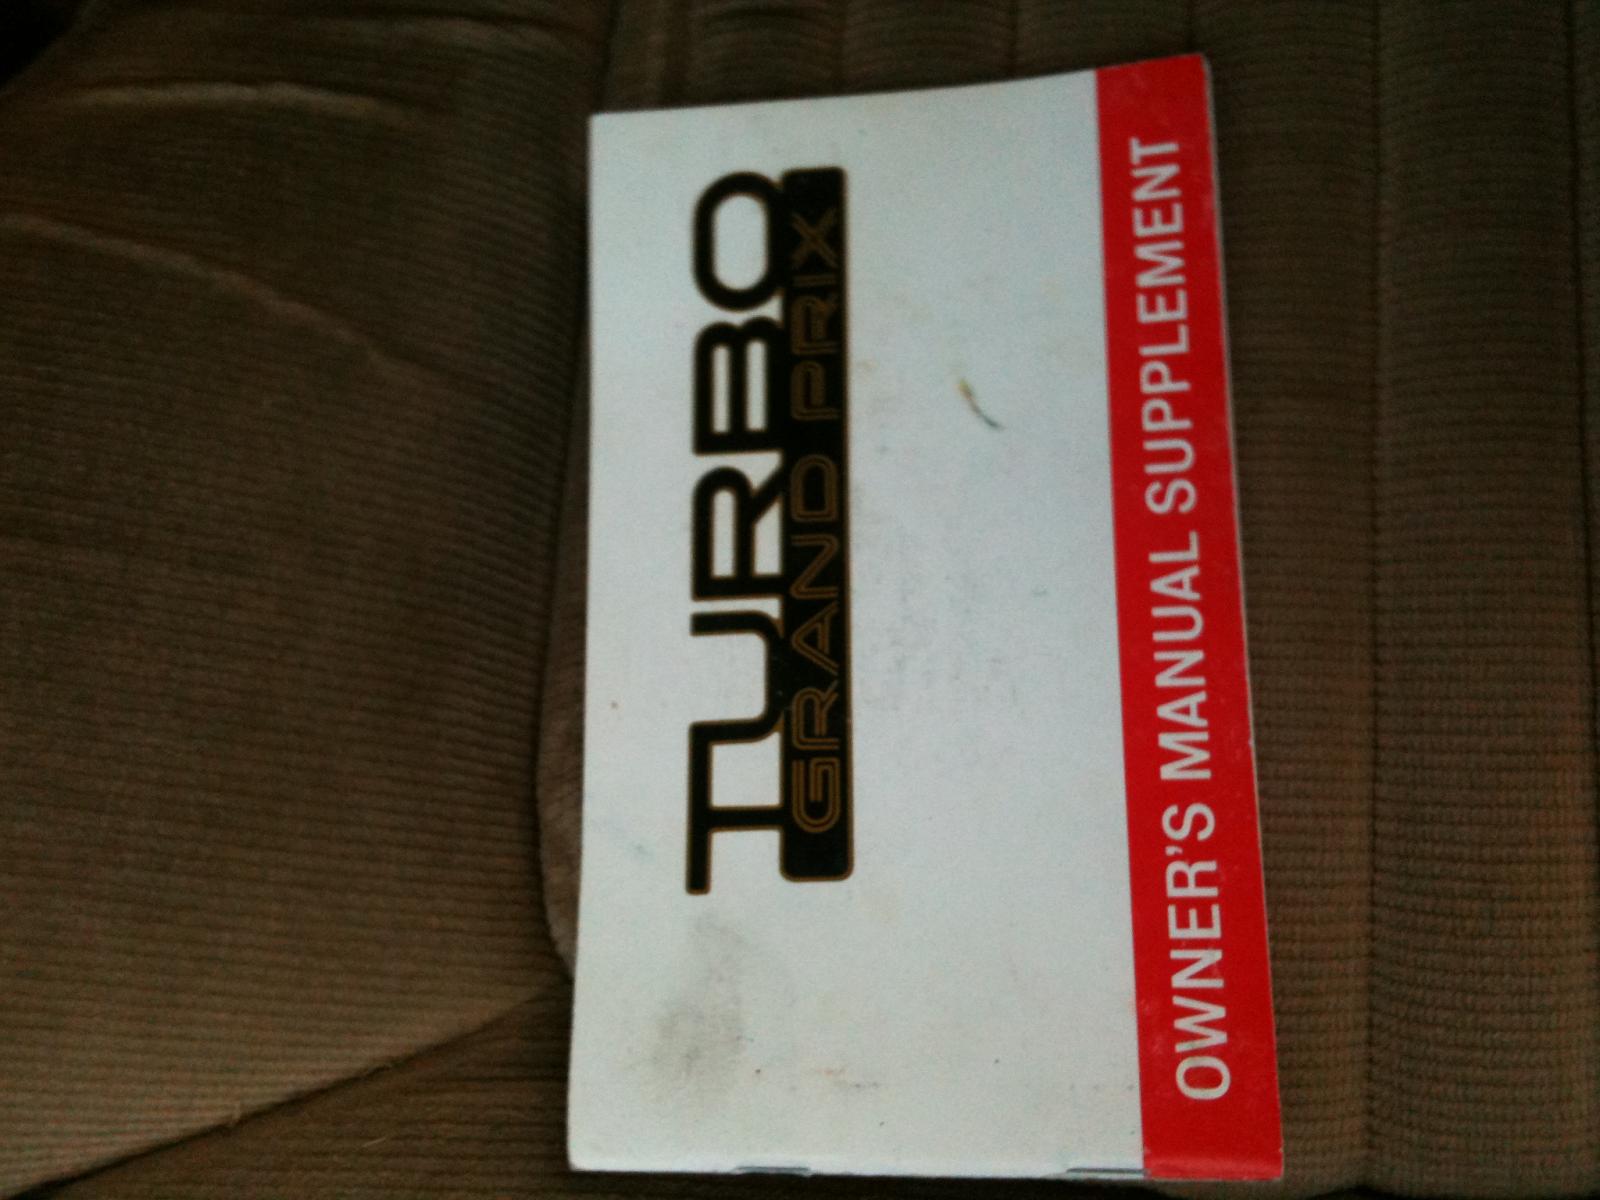 TURBO
GRAND PRIX
OWNER'S MANUAL SUPPLEMENT